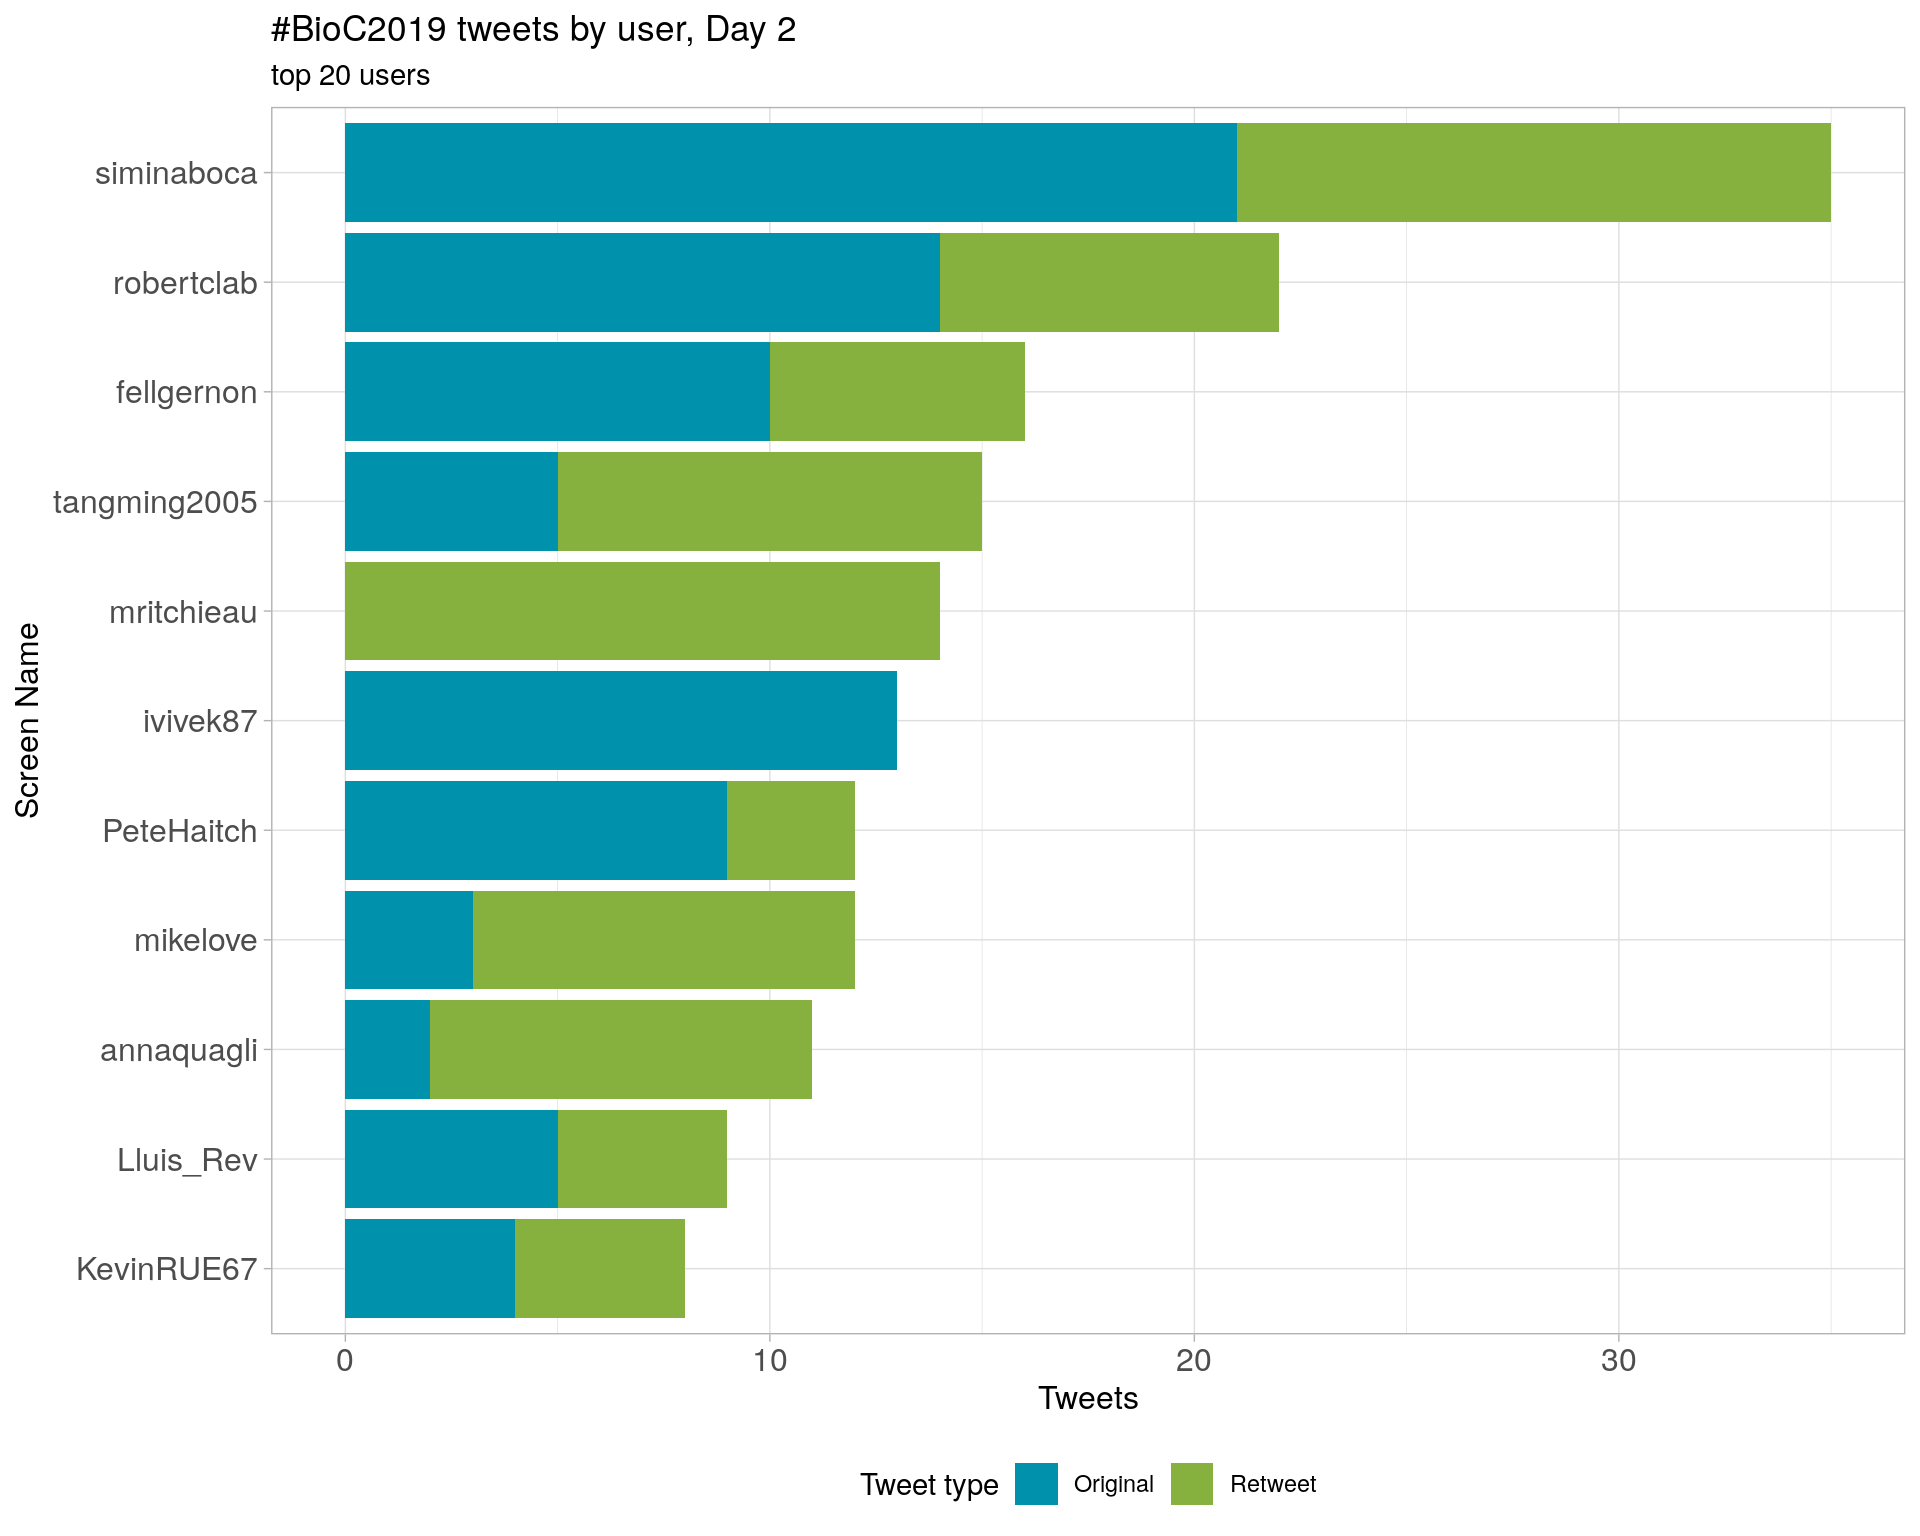 #BioC2019 tweets by user, Day 2
top 20 users
Screen Name
siminaboca
robertclab
fellgernon
tangming2005
mritchieau
ivivek87
PeteHaitch
mikelove
annaquagli
Lluis_Rev
KevinRUE67
0 10 20 30
Tweets
Tweet type Original Retweet